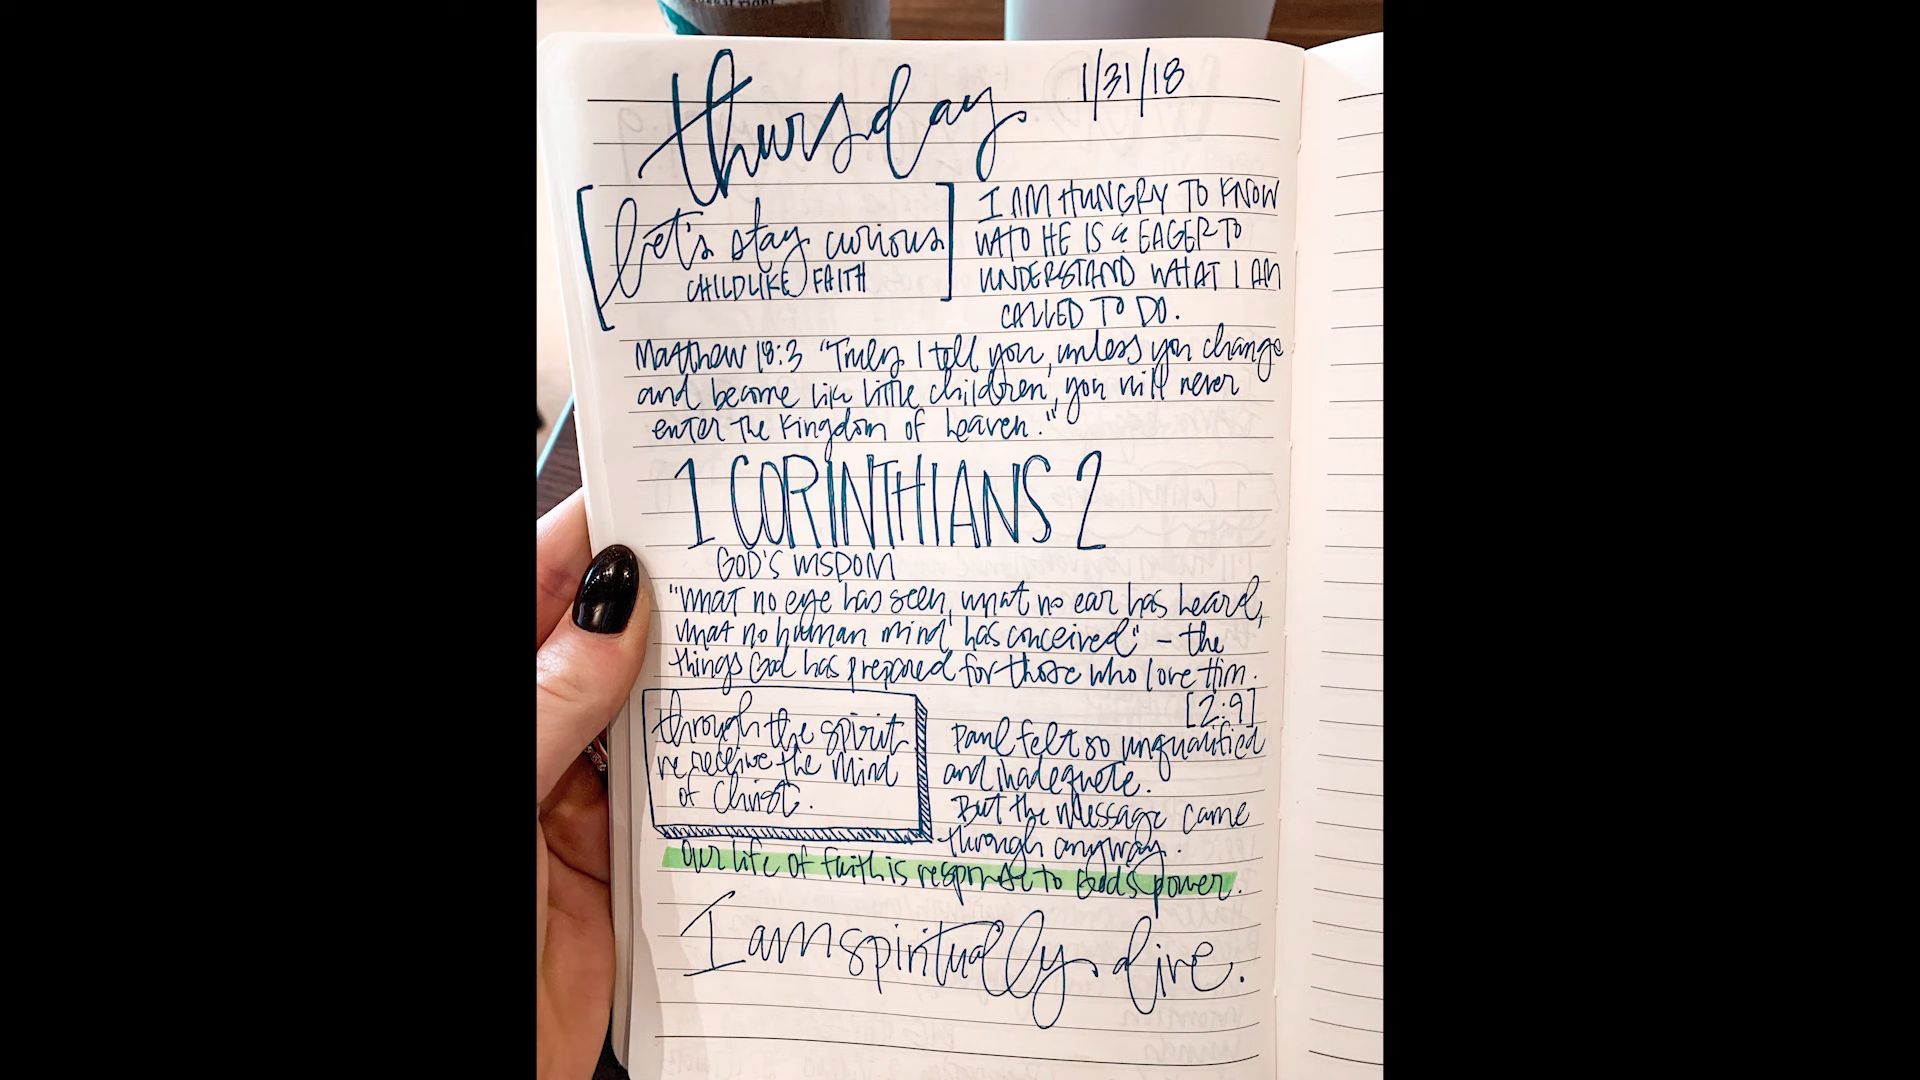 Thursday
1/31/18
let's stay curious
CHILDLIKE FAITH
I AM HUNGRY TO KNOW
WHO HE IS & EAGER TO
UNDERSTAND WHAT I AM
CALLED TO DO.
Matthew 18:3 "Truly I tell you, unless you change
and become like little children, you will never
enter the Kingdom of heaven."
1 CORINTHIANS 2
GOD'S WISDOM
"What no eye has seen, what no ear has heard,
what no human mind has conceived" - the
things God has prepared for those who love Him.
[2:9]
through the spirit
we receive the mind
of Christ.
Paul felt so unqualified
and inadequate.
But the message came
through anyway.
our life of faith is response to God's power.
I am spiritually alive.